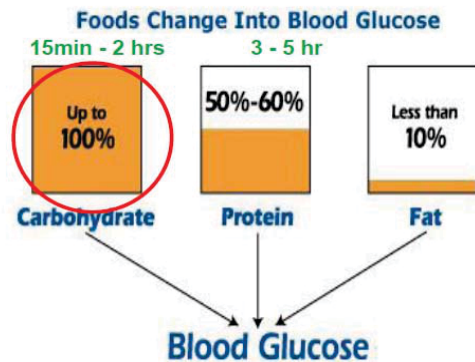 Foods Change Into Blood Glucose
15min - 2 hrs
3 - 5 hr
Up to
100%
50%-60%
Less than
10%
Carbohydrate
Protein
Fat
Blood Glucose